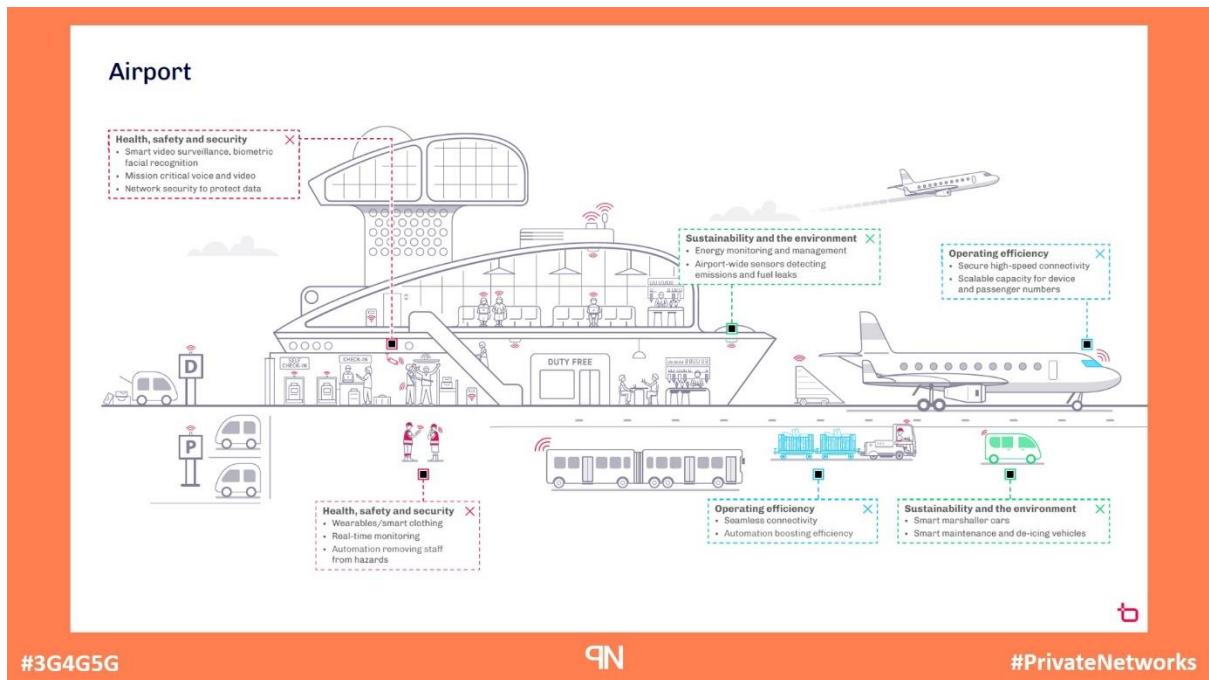 Airport
Health, safety and security
• Smart video surveillance, biometric
facial recognition
• Mission critical voice and video
• Network security to protect data
Sustainability and the environment
• Energy monitoring and management
• Airport-wide sensors detecting
emissions and fuel leaks
Operating efficiency
• Secure high-speed connectivity
• Scalable capacity for device
and passenger numbers
D
SELF
CHECK-IN
CHECK-IN
DUTY FREE
P
Health, safety and security
• Wearables/smart clothing
• Real-time monitoring
• Automation removing staff
from hazards
Operating efficiency
• Seamless connectivity
• Automation boosting efficiency
Sustainability and the environment
• Smart marshaller cars
• Smart maintenance and de-icing vehicles
#3G4G5G
PN
#PrivateNetworks